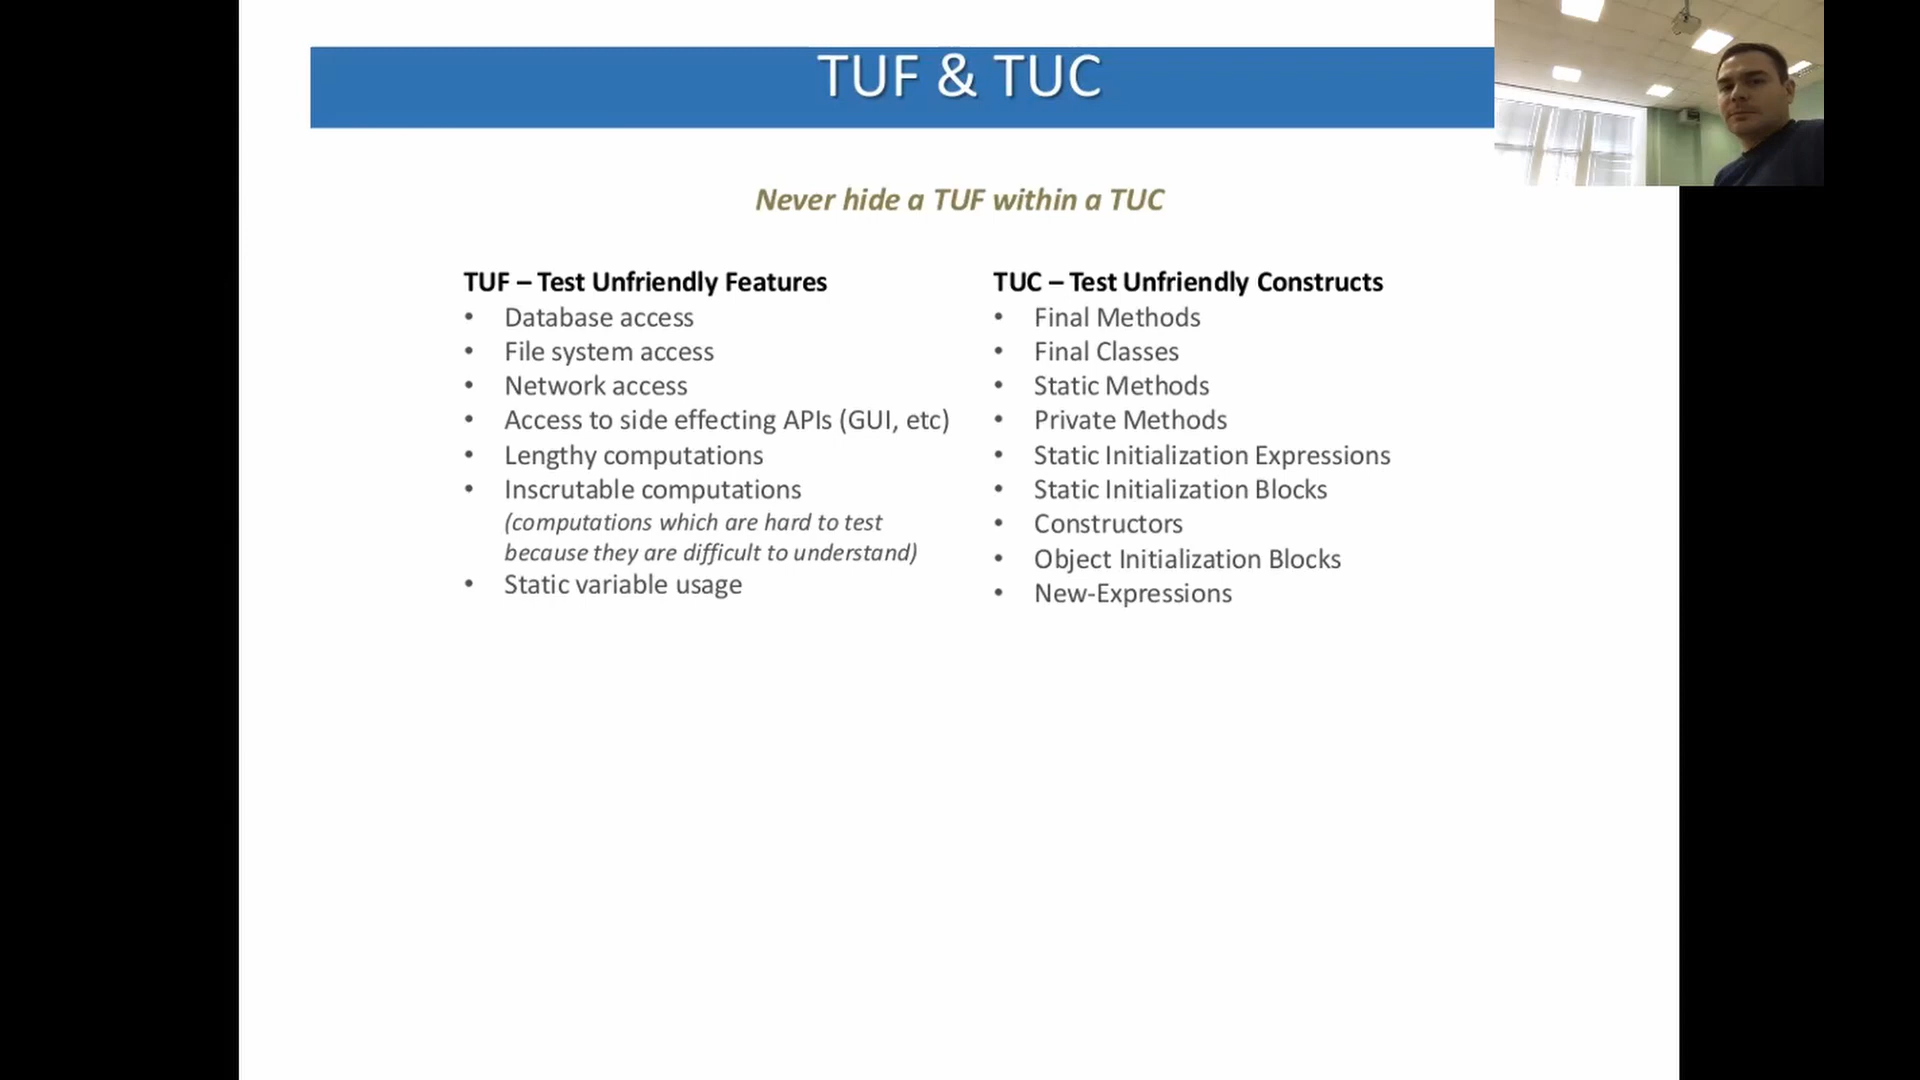 TUF & TUC
Never hide a TUF within a TUC
TUF – Test Unfriendly Features
• Database access
• File system access
• Network access
• Access to side effecting APIs (GUI, etc)
• Lengthy computations
• Inscrutable computations
(computations which are hard to test
because they are difficult to understand)
• Static variable usage
TUC – Test Unfriendly Constructs
• Final Methods
• Final Classes
• Static Methods
• Private Methods
• Static Initialization Expressions
• Static Initialization Blocks
• Constructors
• Object Initialization Blocks
• New-Expressions